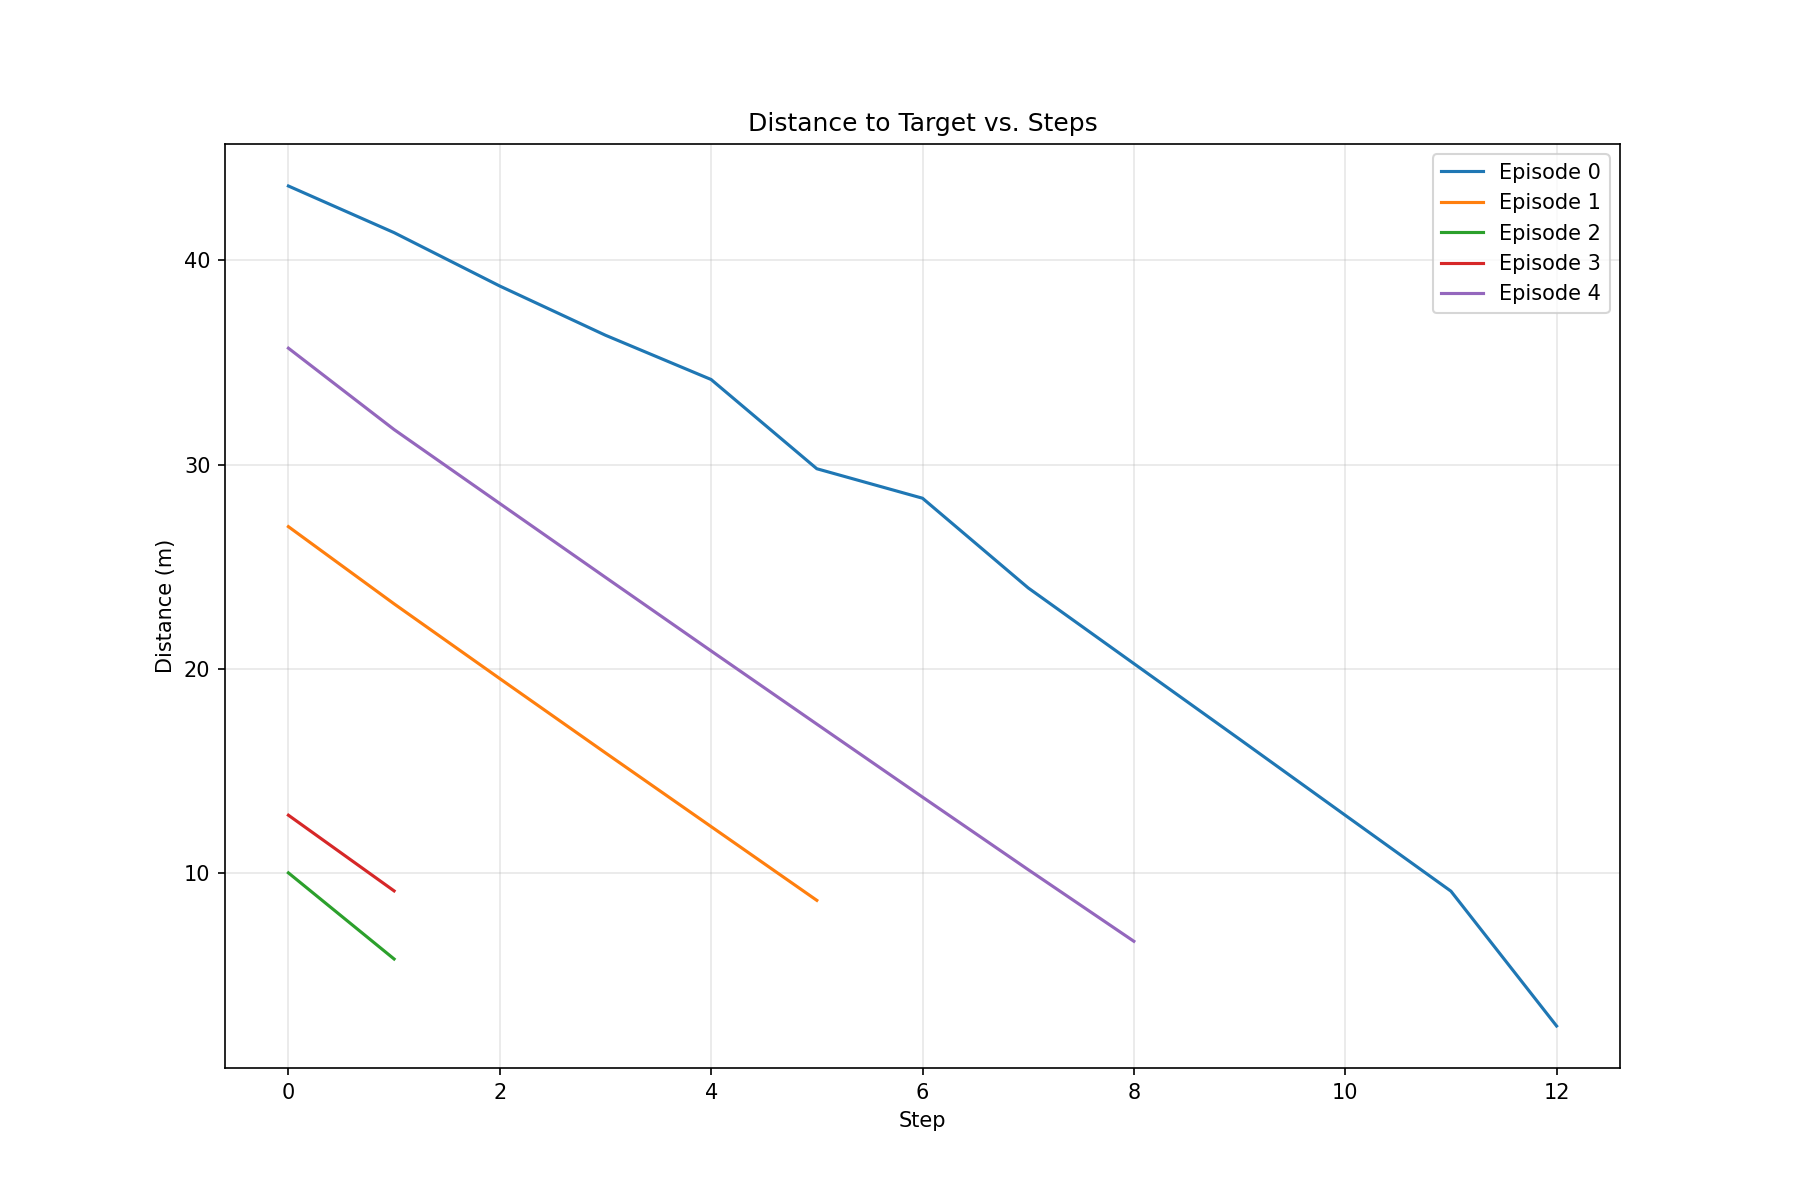 Distance to Target vs. Steps
Episode 0
Episode 1
Episode 2
Episode 3
Episode 4
Distance (m)
40
30
20
10
0 2 4 6 8 10 12
Step